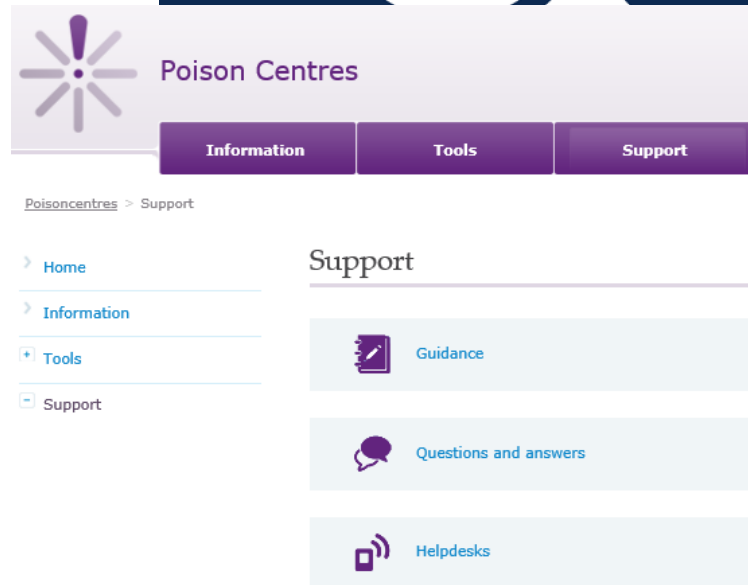 Poison Centres
Information Tools Support
Poisoncentres > Support
Home
Information
Tools
Support
Support
Guidance
Questions and answers
Helpdesks